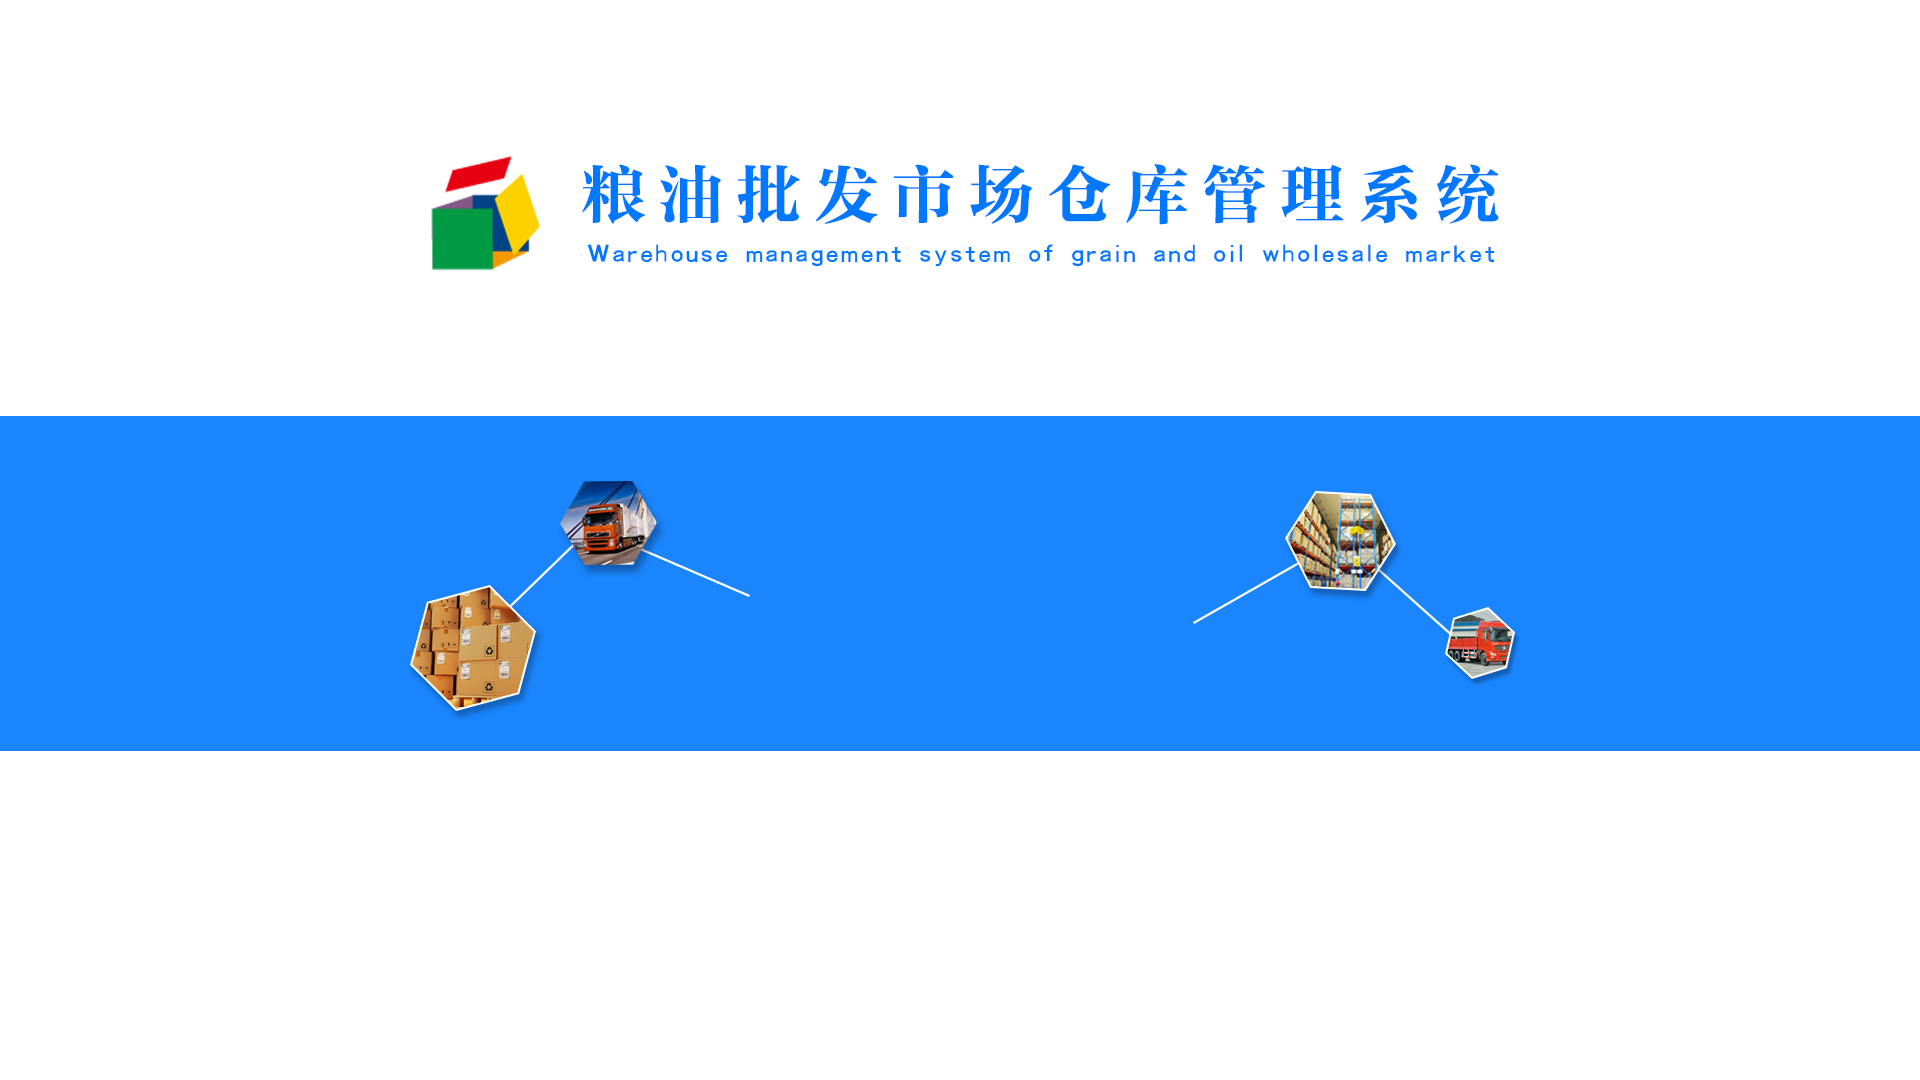 粮油批发市场仓库管理系统
Warehouse management system of grain and oil wholesale market